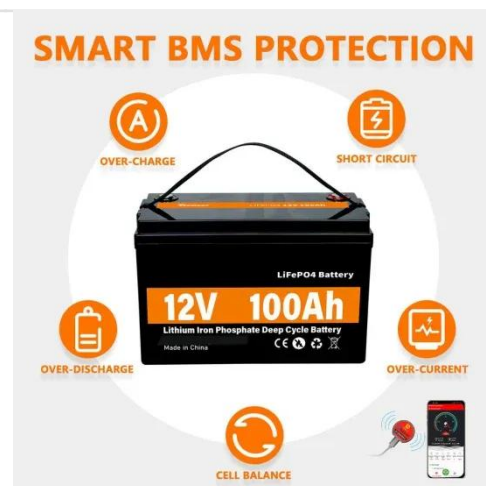 SMART BMS PROTECTION
OVER-CHARGE
SHORT CIRCUIT
LiFePO4 Battery
12V 100Ah
Lithium Iron Phosphate Deep Cycle Battery
Made in China
CE
OVER-DISCHARGE
OVER-CURRENT
CELL BALANCE